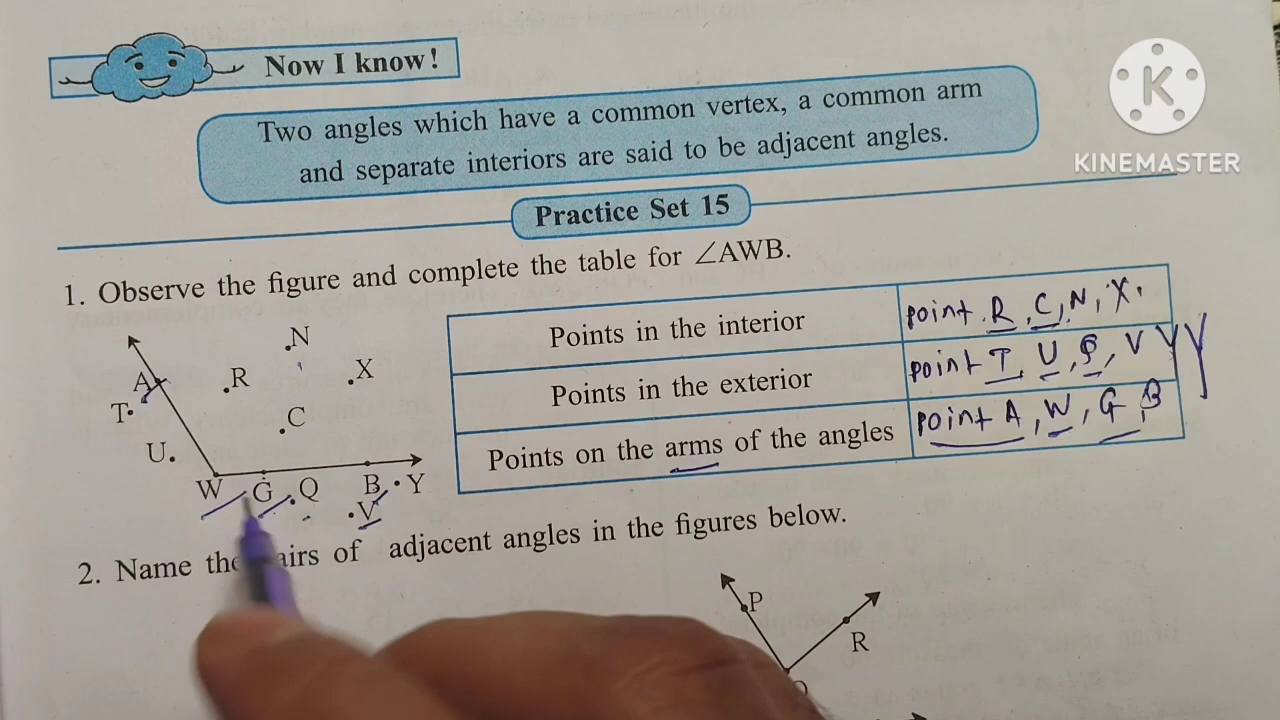 Now I know!
Two angles which have a common vertex, a common arm
and separate interiors are said to be adjacent angles.
K
KINEMASTER
Practice Set 15
1. Observe the figure and complete the table for ∠AWB.
N
A R X
T C
U
W G Q B Y
V
Points in the interior point R, C, N, X.
Points in the exterior point T, U, Q, V Y Y
Points on the arms of the angles point A, W, G, B
2. Name the pairs of adjacent angles in the figures below.
P
R